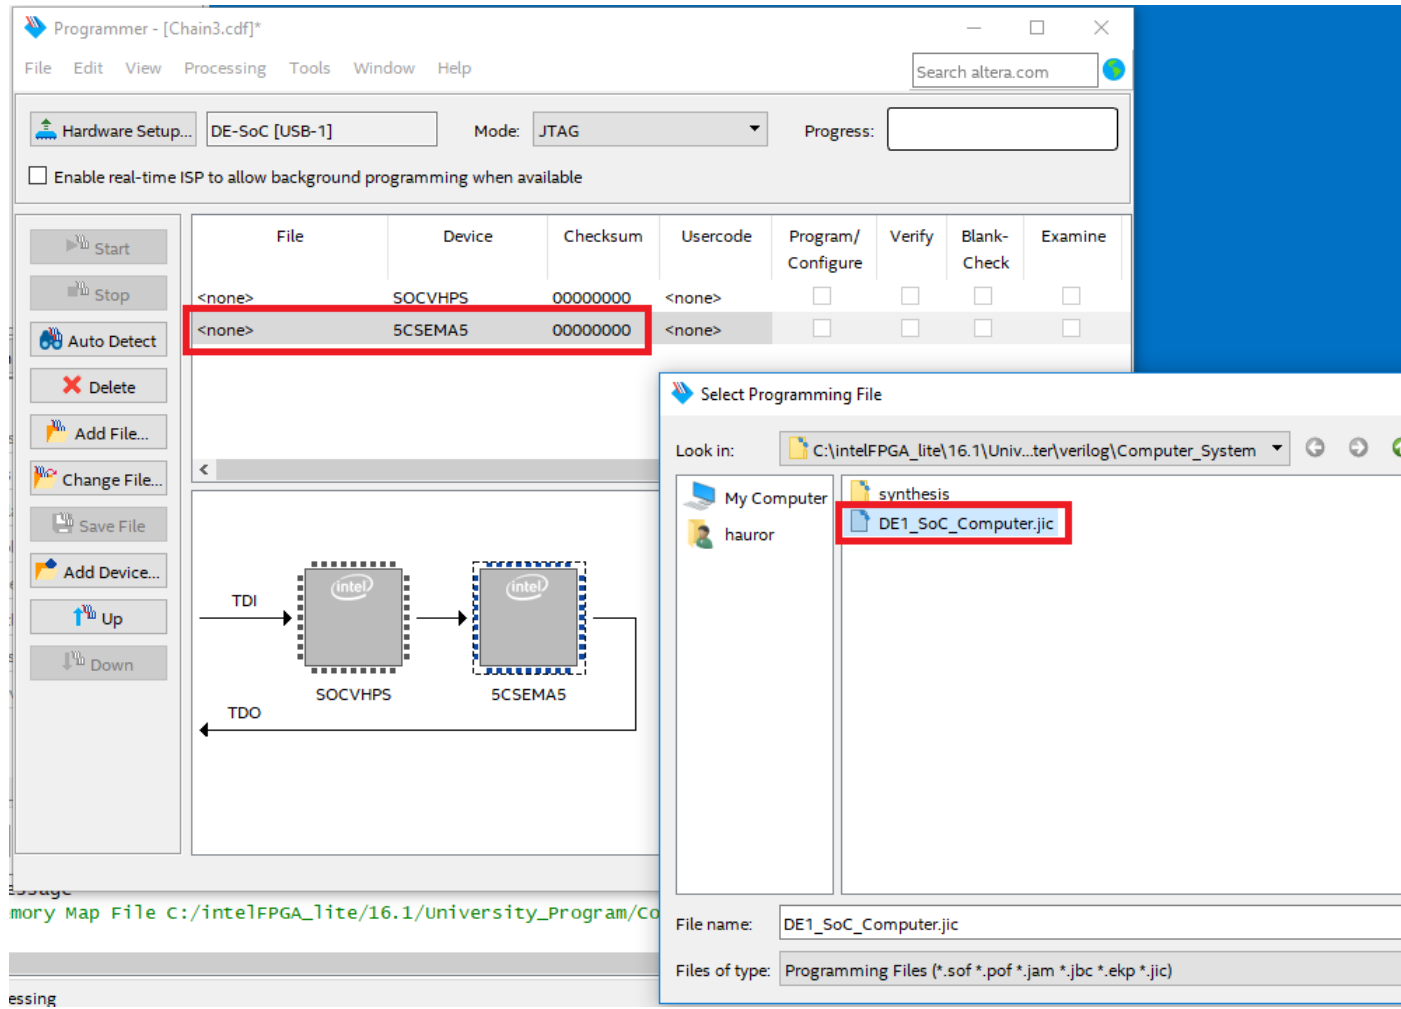 Programmer - [Chain3.cdf]*
File Edit View Processing Tools Window Help
Search altera.com
Hardware Setup... DE-SoC [USB-1] Mode: JTAG Progress:
Enable real-time ISP to allow background programming when available
Start
Stop
Auto Detect
Delete
Add File...
Change File...
Save File
Add Device...
Up
Down
File Device Checksum Usercode Program/ Configure Verify Blank- Check Examine
<none> SOCVHPS 00000000 <none>
<none> 5CSEMA5 00000000 <none>
TDI
intel
intel
SOCVHPS
5CSEMA5
TDO
Select Programming File
Look in: C:\intelFPGA_lite\16.1\Univ...ter\verilog\Computer_System
My Computer
hauror
synthesis
DE1_SoC_Computer.jic
File name: DE1_SoC_Computer.jic
Files of type: Programming Files (*.sof *.pof *.jam *.jbc *.ekp *.jic)
mory Map File C:/intelFPGA_lite/16.1/University_Program/Co
essing